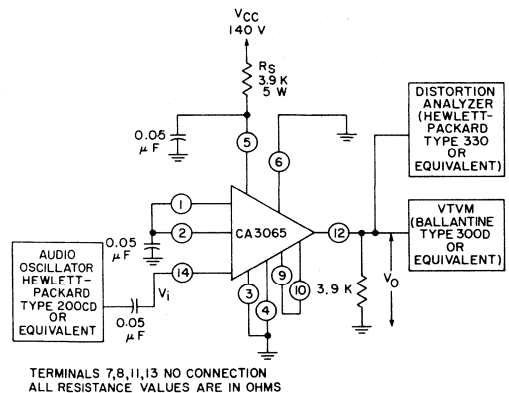 VCC
140 V
RS
3.9 K
5 W
0.05
μF
5
6
DISTORTION
ANALYZER
(HEWLETT-
PACKARD
TYPE 330
OR
EQUIVALENT)
1
2
CA3065
12
0.05
μF
VTVM
(BALLANTINE
TYPE 300D
OR
EQUIVALENT)
AUDIO
OSCILLATOR
HEWLETT-
PACKARD
TYPE 200CD
OR
EQUIVALENT
14
Vi
0.05
μF
3
4
9
10
3.9 K
VO
TERMINALS 7,8,11,13 NO CONNECTION
ALL RESISTANCE VALUES ARE IN OHMS